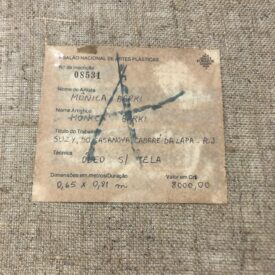 SALÃO NACIONAL DE ARTES PLÁSTICAS
Nº de inscrição
08531
Nome do Artista
MÔNICA BARKI
Nome Artístico
MONICA BARKI
Título do Trabalho
SUZY, DO CASANOVA, CABARÉ DA LAPA - RJ
Técnica
ÓLEO S/ TELA
Dimensões em metros/Duração
0,65 X 0,81 m
Valor em Cr$
8000,00